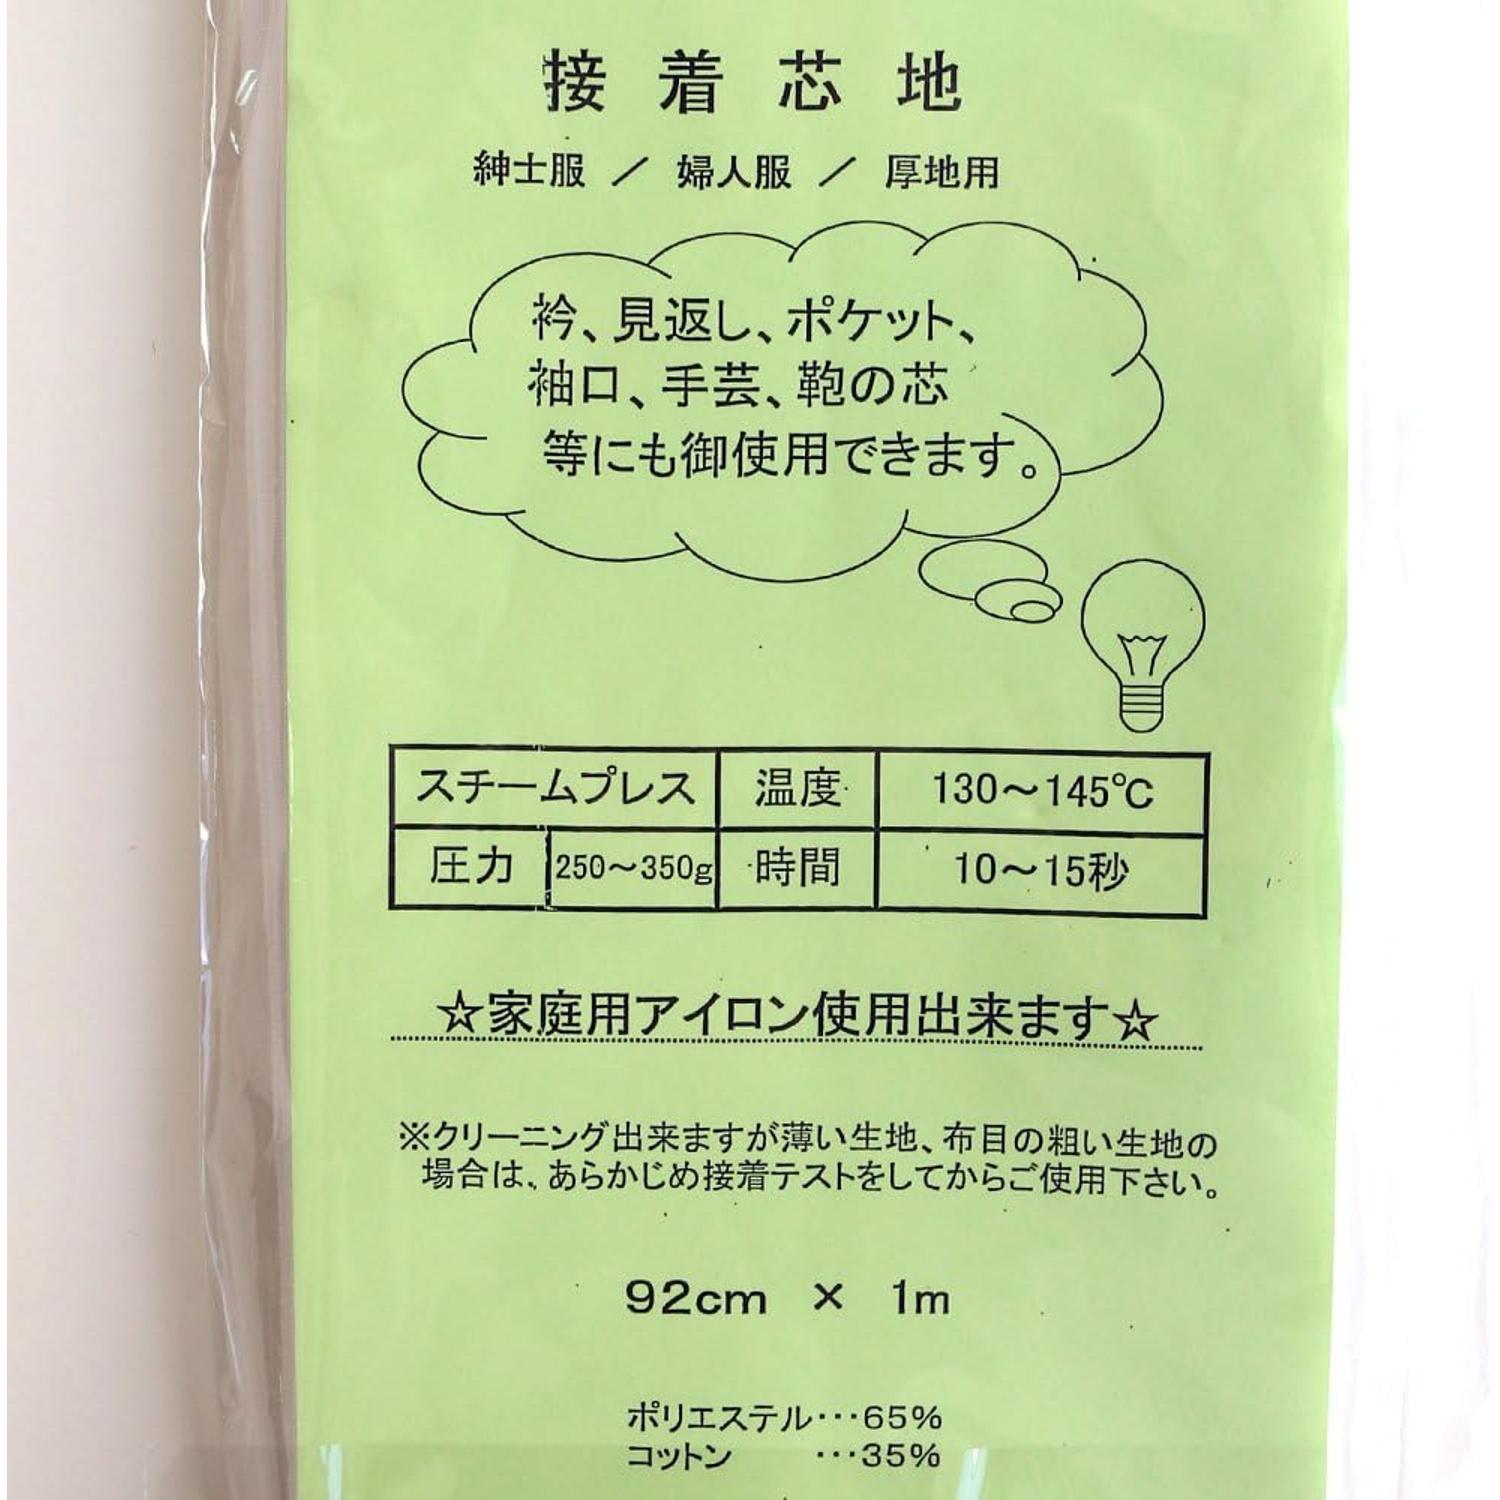 接着芯地
紳士服 / 婦人服 / 厚地用
衿、見返し、ポケット、
袖口、手芸、鞄の芯
等にも御使用できます。
スチームプレス 温度 130～145℃
圧力 250～350g 時間 10～15秒
☆家庭用アイロン使用出来ます☆
※クリーニング出来ますが薄い生地、布目の粗い生地の
場合は、あらかじめ接着テストをしてからご使用下さい。
92cm × 1m
ポリエステル…65%
コットン …35%